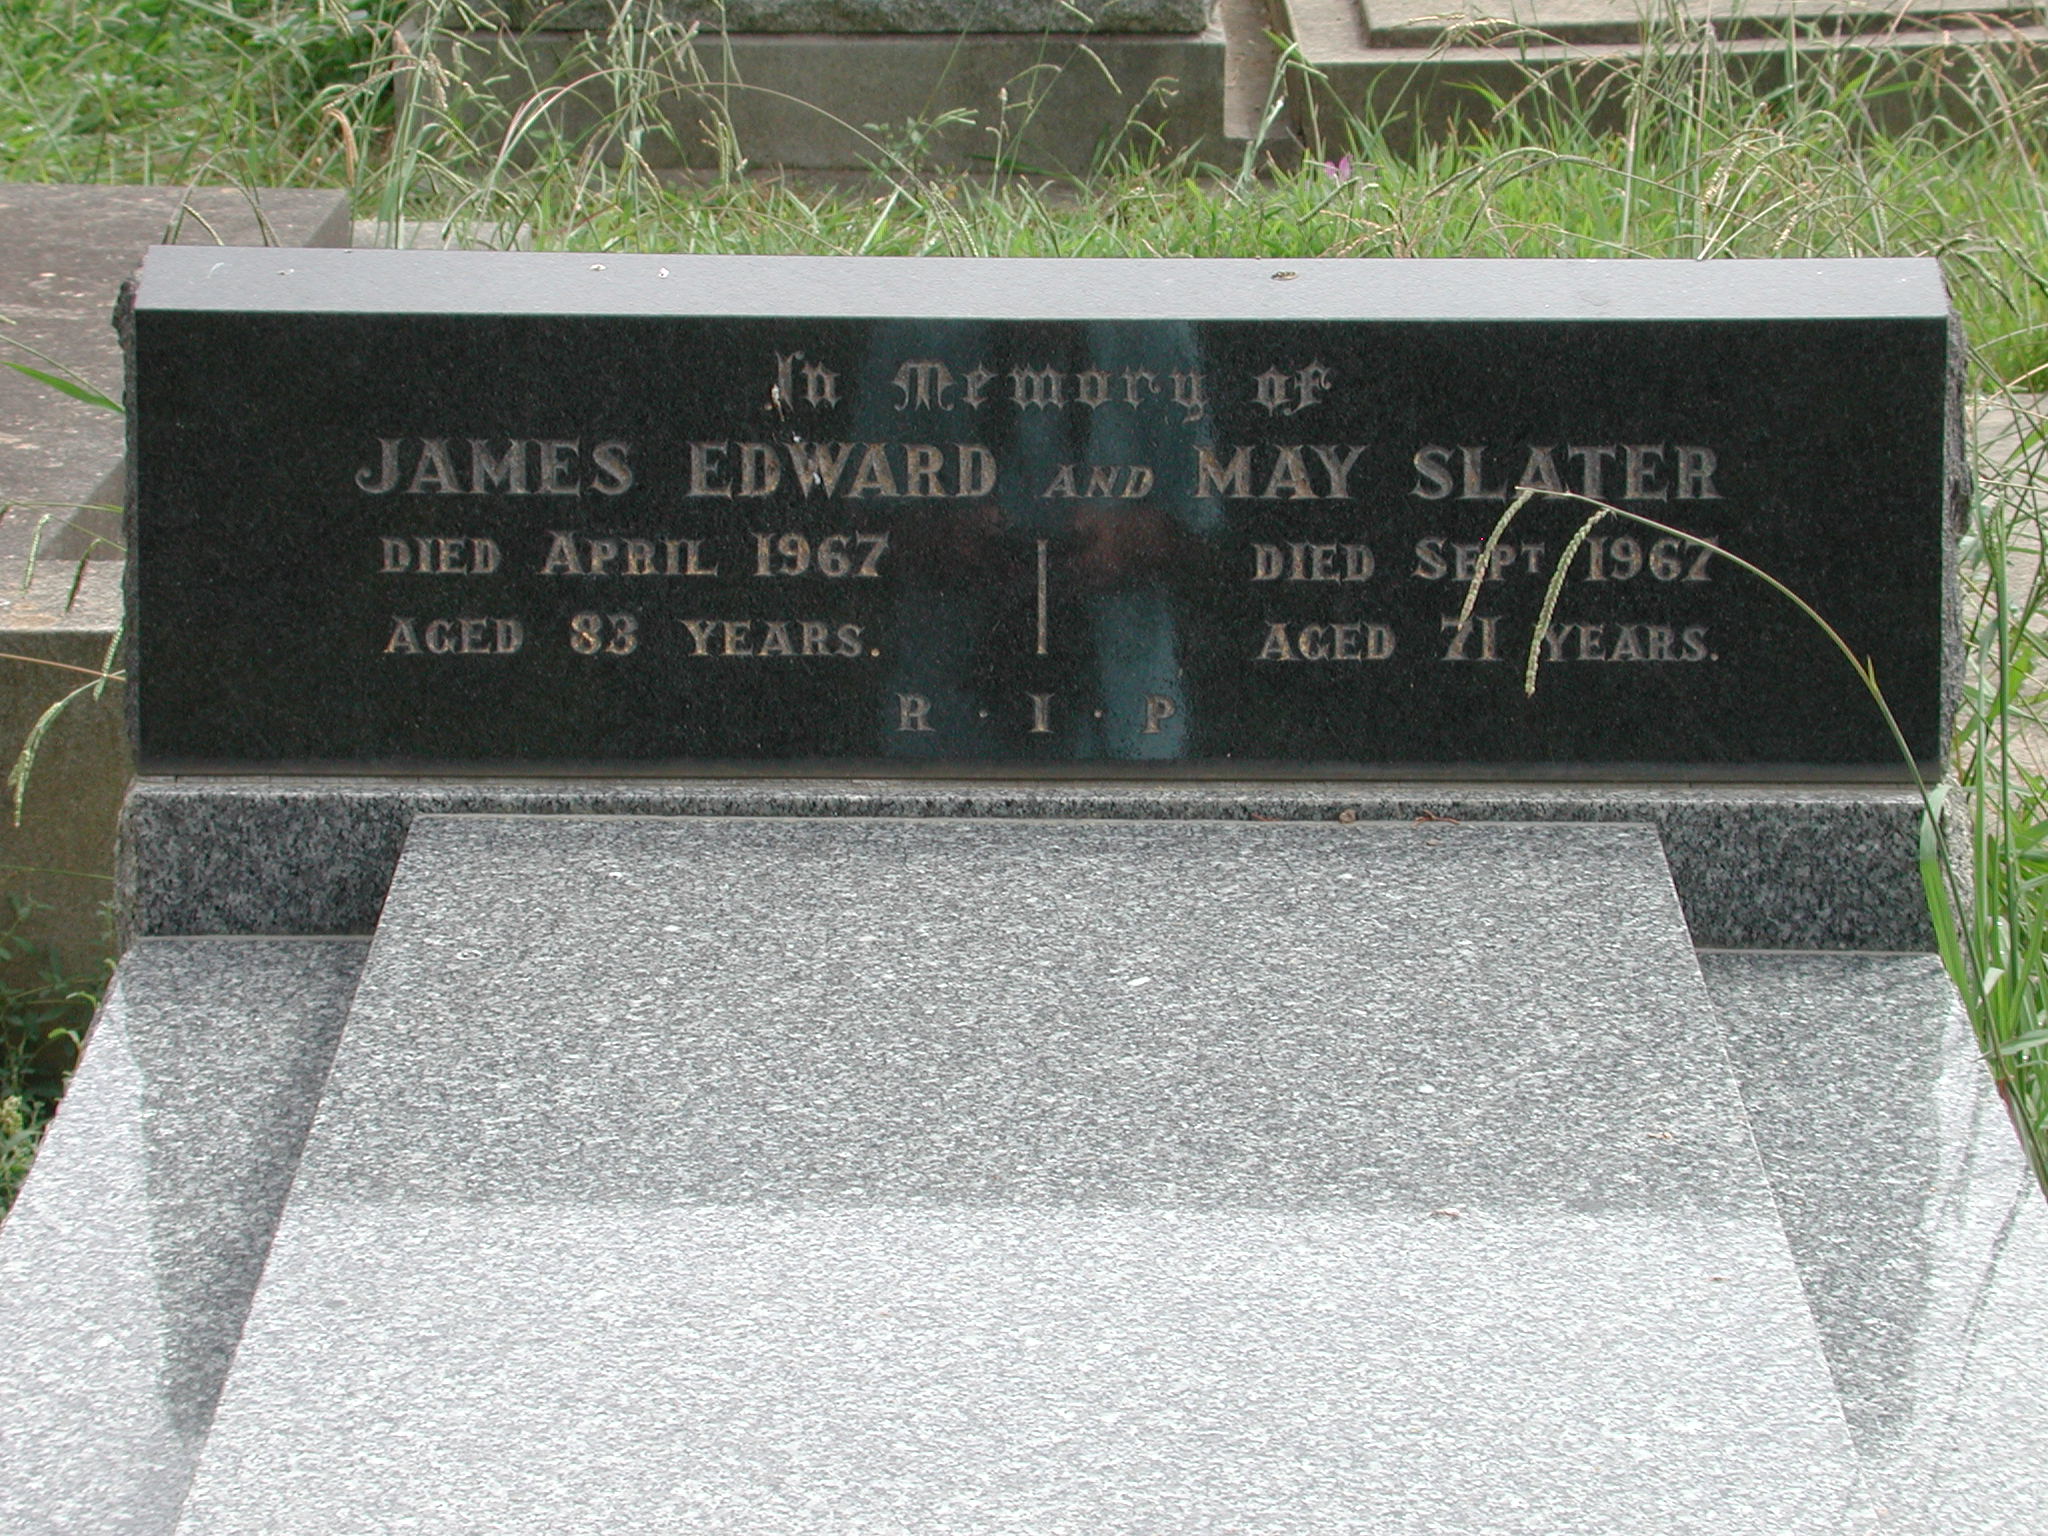 In Memory of
JAMES EDWARD AND MAY SLATER
DIED APRIL 1967
AGED 83 YEARS.
DIED SEPT 1967
AGED 71 YEARS.
R · I · P